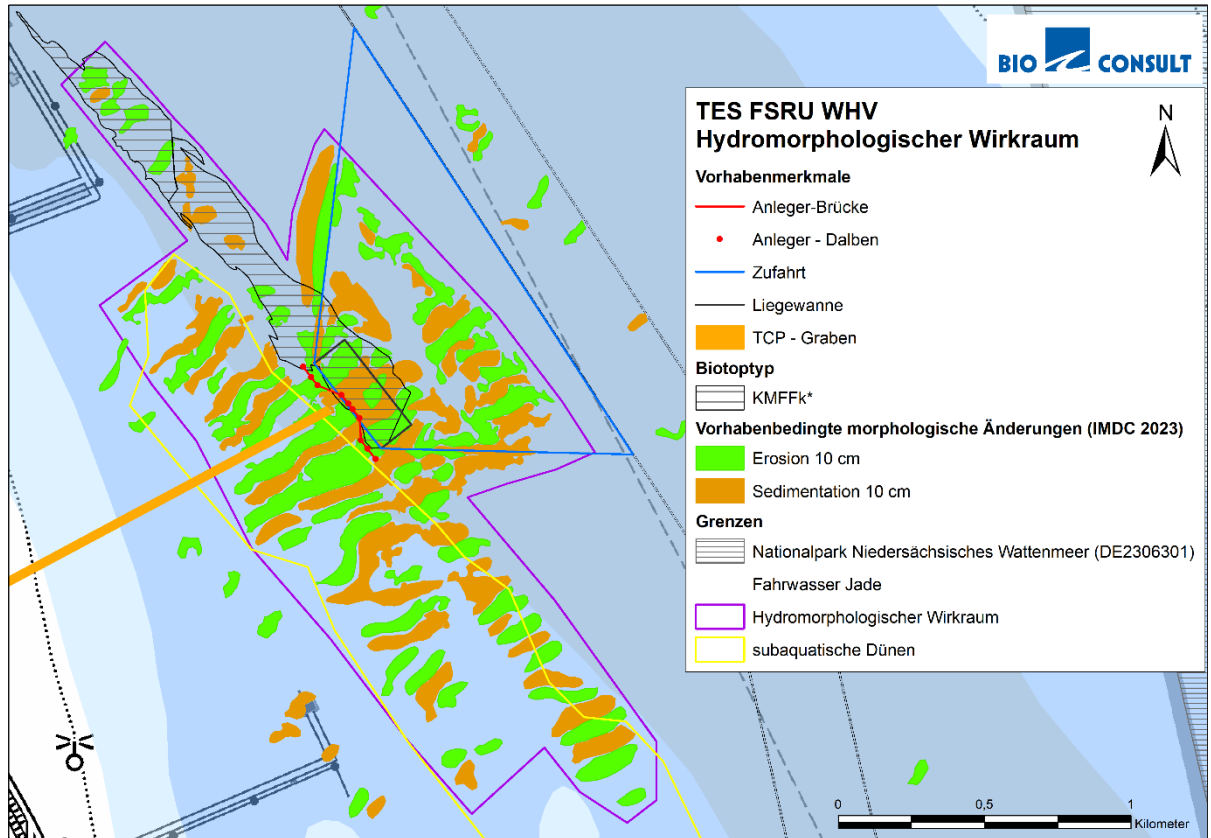 BIO CONSULT
TES FSRU WHV
Hydromorphologischer Wirkraum
N
Vorhabenmerkmale
Anleger-Brücke
Anleger - Dalben
Zufahrt
Liegewanne
TCP - Graben
Biotoptyp
KMFFk*
Vorhabenbedingte morphologische Änderungen (IMDC 2023)
Erosion 10 cm
Sedimentation 10 cm
Grenzen
Nationalpark Niedersächsisches Wattenmeer (DE2306301)
Fahrwasser Jade
Hydromorphologischer Wirkraum
subaquatische Dünen
0 0,5 1
Kilometer